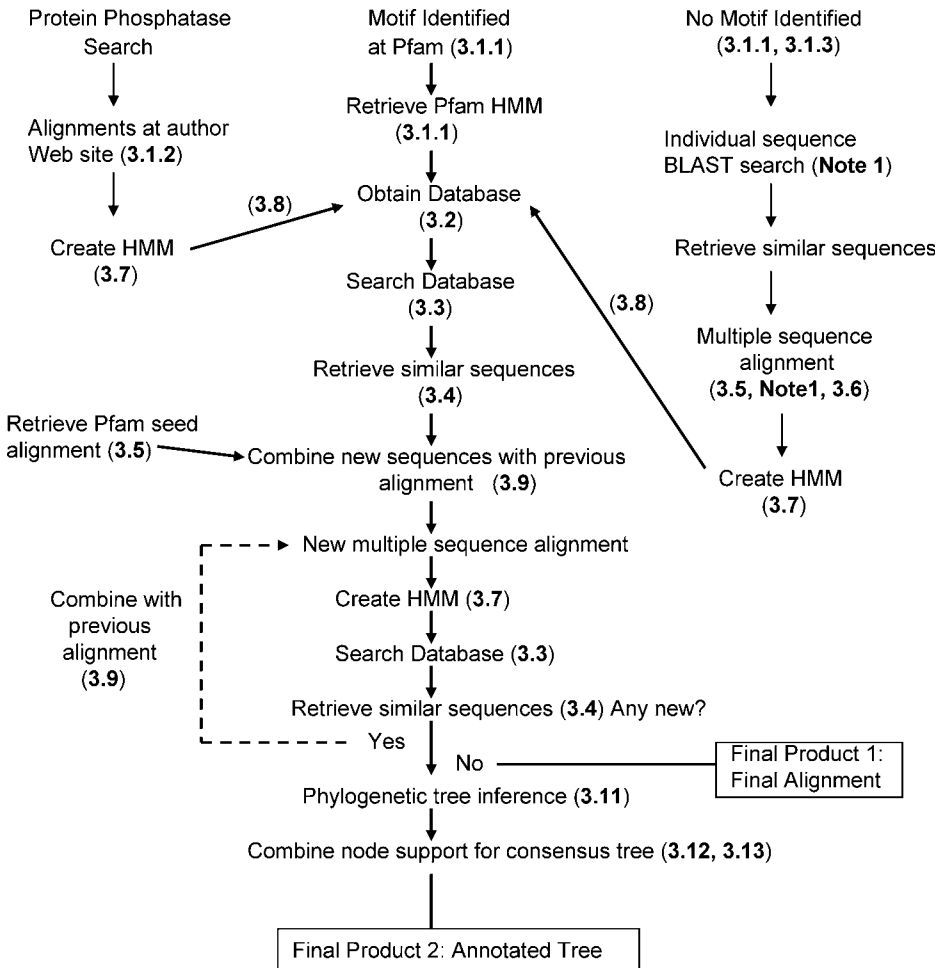 Protein Phosphatase
Search
Alignments at author
Web site (3.1.2)
Create HMM
(3.7)
(3.8)
Motif Identified
at Pfam (3.1.1)
Retrieve Pfam HMM
(3.1.1)
Obtain Database
(3.2)
Search Database
(3.3)
Retrieve similar sequences
(3.4)
Retrieve Pfam seed
alignment (3.5)
Combine new sequences with previous
alignment (3.9)
New multiple sequence alignment
Create HMM (3.7)
Search Database (3.3)
Retrieve similar sequences (3.4) Any new?
Yes
No
Combine with
previous
alignment
(3.9)
Phylogenetic tree inference (3.11)
Combine node support for consensus tree (3.12, 3.13)
Final Product 2: Annotated Tree
No Motif Identified
(3.1.1, 3.1.3)
Individual sequence
BLAST search (Note 1)
Retrieve similar sequences
Multiple sequence
alignment
(3.5, Note1, 3.6)
Create HMM
(3.7)
(3.8)
Final Product 1:
Final Alignment